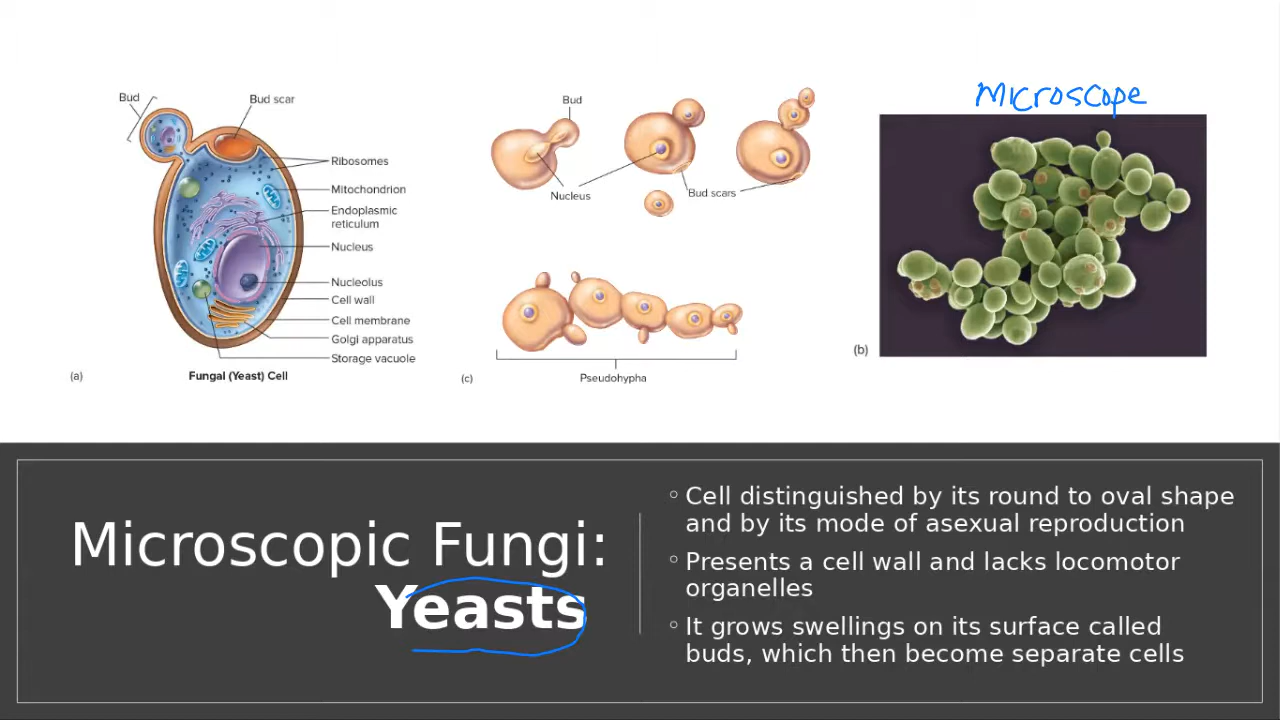 Microscope
Bud
Bud scar
Ribosomes
Mitochondrion
Endoplasmic
reticulum
Nucleus
Nucleolus
Cell wall
Cell membrane
Golgi apparatus
Storage vacuole
(a)
Fungal (Yeast) Cell
Bud
Nucleus
Bud scars
Pseudohypha
(c)
(b)
Microscopic Fungi:
Yeasts
◦ Cell distinguished by its round to oval shape
and by its mode of asexual reproduction
◦ Presents a cell wall and lacks locomotor
organelles
◦ It grows swellings on its surface called
buds, which then become separate cells